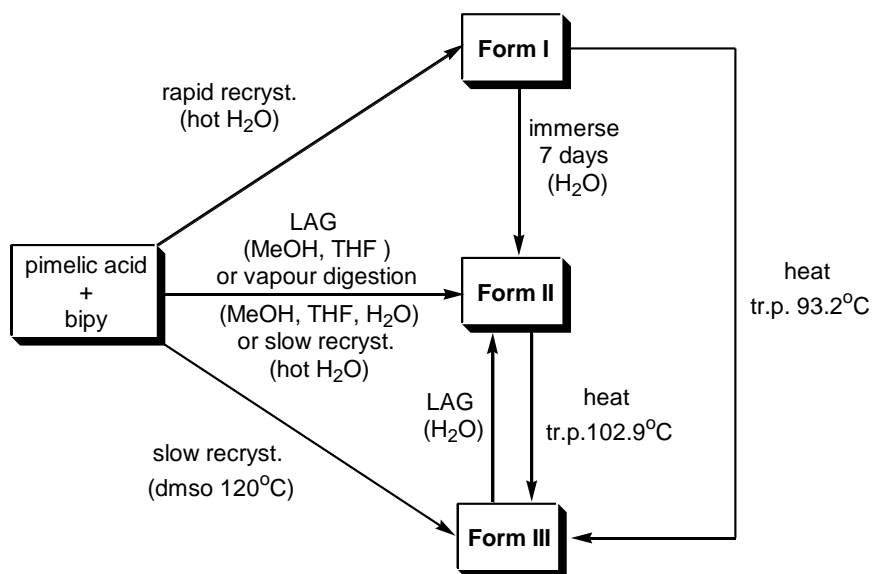 Form I
rapid recryst.
(hot H₂O)
immerse
7 days
(H₂O)
LAG
(MeOH, THF )
or vapour digestion
pimelic acid
+
bipy
Form II
(MeOH, THF, H₂O)
or slow recryst.
(hot H₂O)
heat
tr.p. 93.2°C
LAG
(H₂O)
heat
tr.p.102.9°C
slow recryst.
(dmso 120°C)
Form III